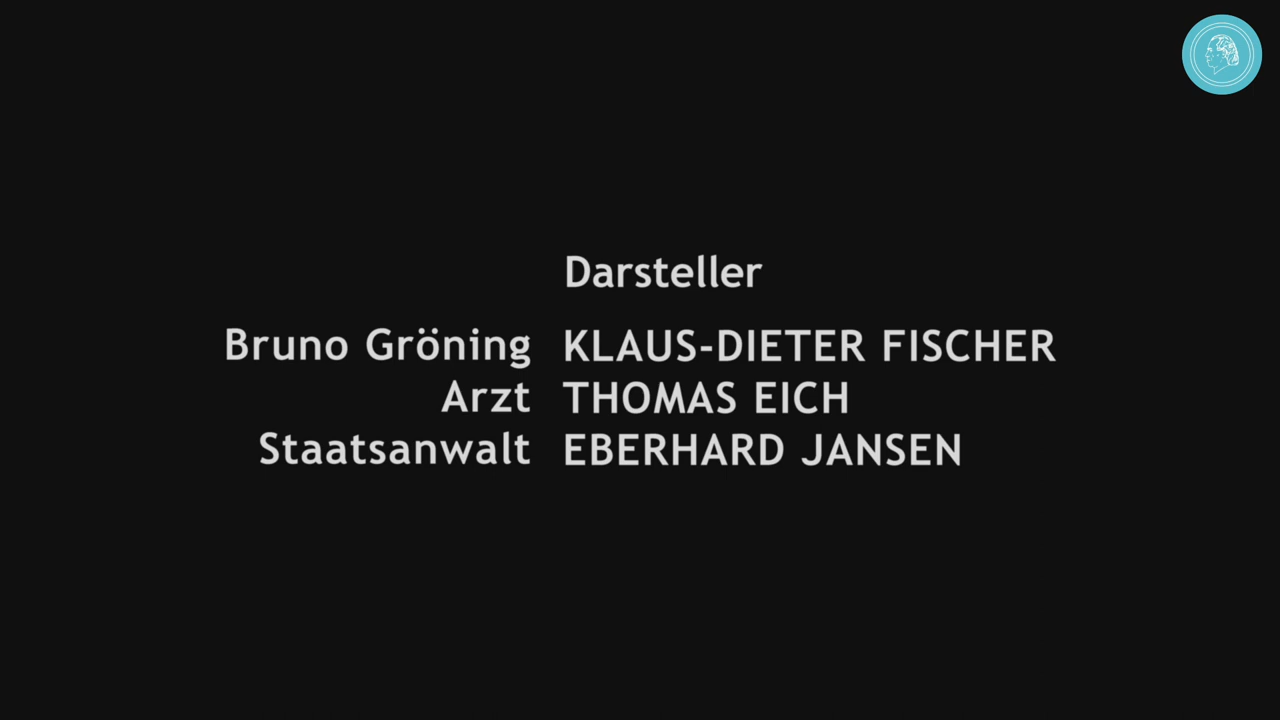 Darsteller
Bruno Gröning KLAUS-DIETER FISCHER
Arzt THOMAS EICH
Staatsanwalt EBERHARD JANSEN